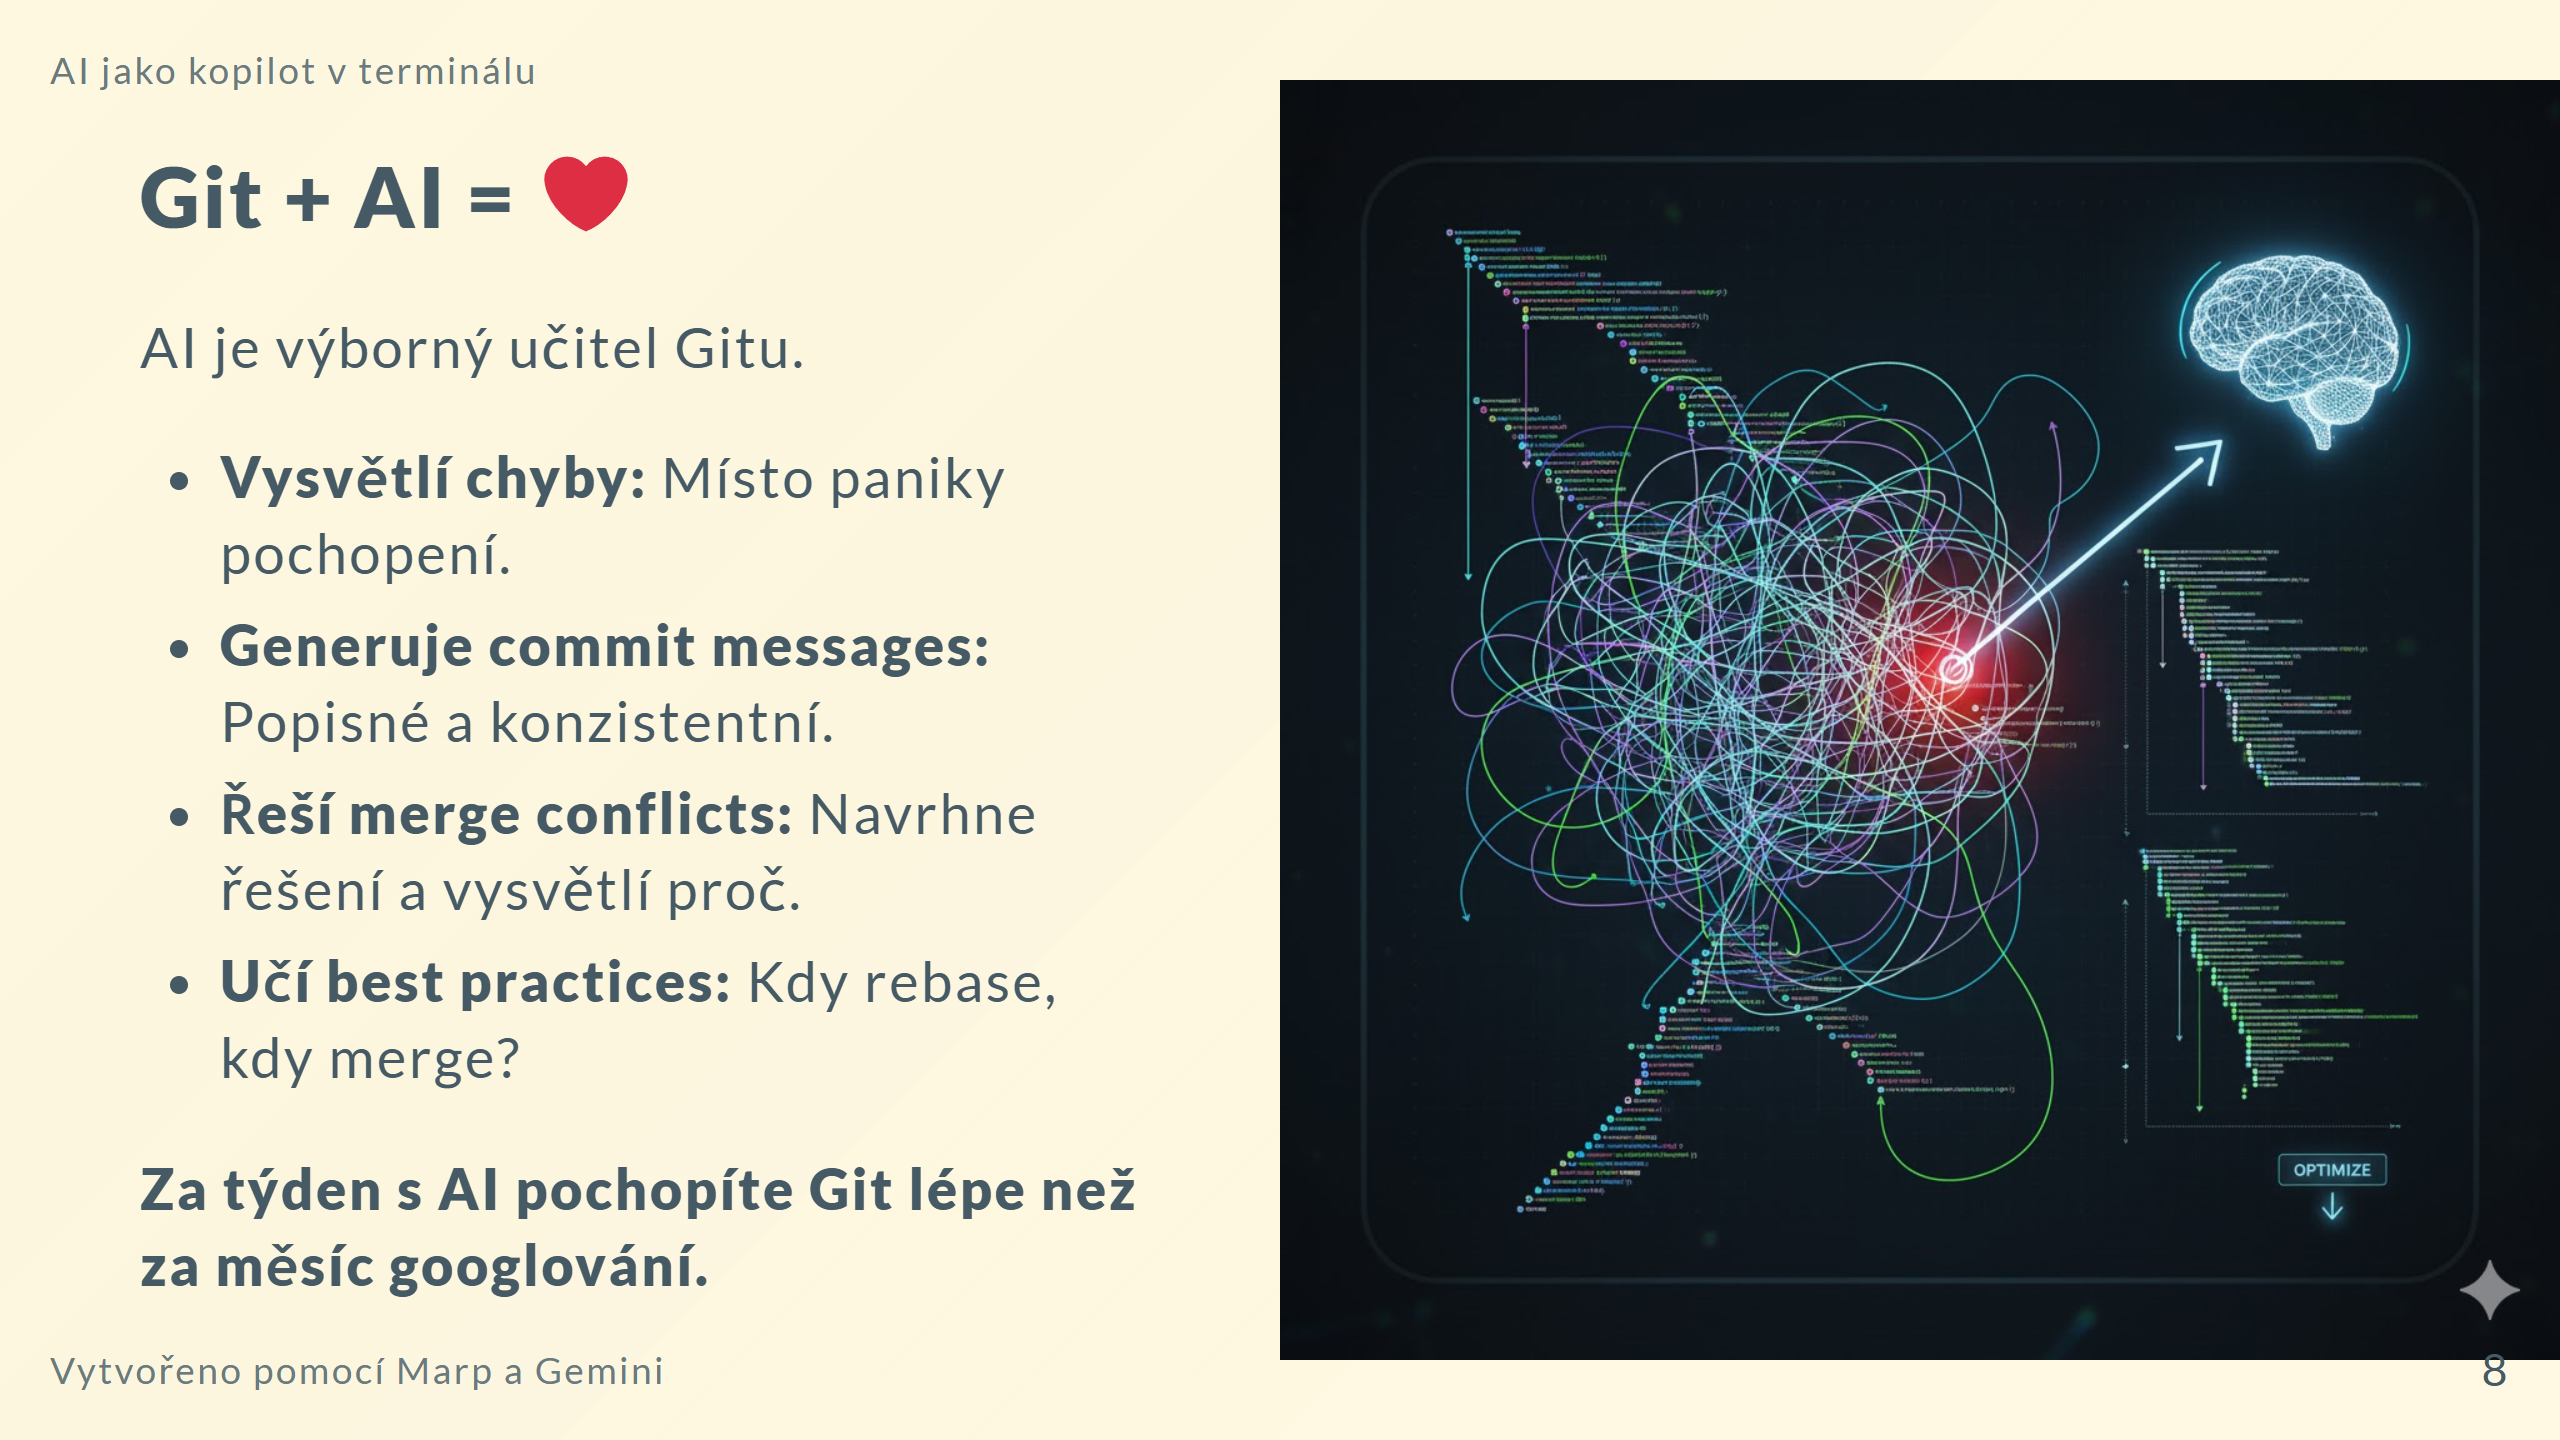 AI jako kopilot v terminálu
Git + AI = ❤️
AI je výborný učitel Gitu.
• Vysvětlí chyby: Místo paniky
pochopení.
• Generuje commit messages:
Popisné a konzistentní.
• Řeší merge conflicts: Navrhne
řešení a vysvětlí proč.
• Učí best practices: Kdy rebase,
kdy merge?
Za týden s AI pochopíte Git lépe než
za měsíc googlování.
OPTIMIZE
Vytvořeno pomocí Marp a Gemini
8